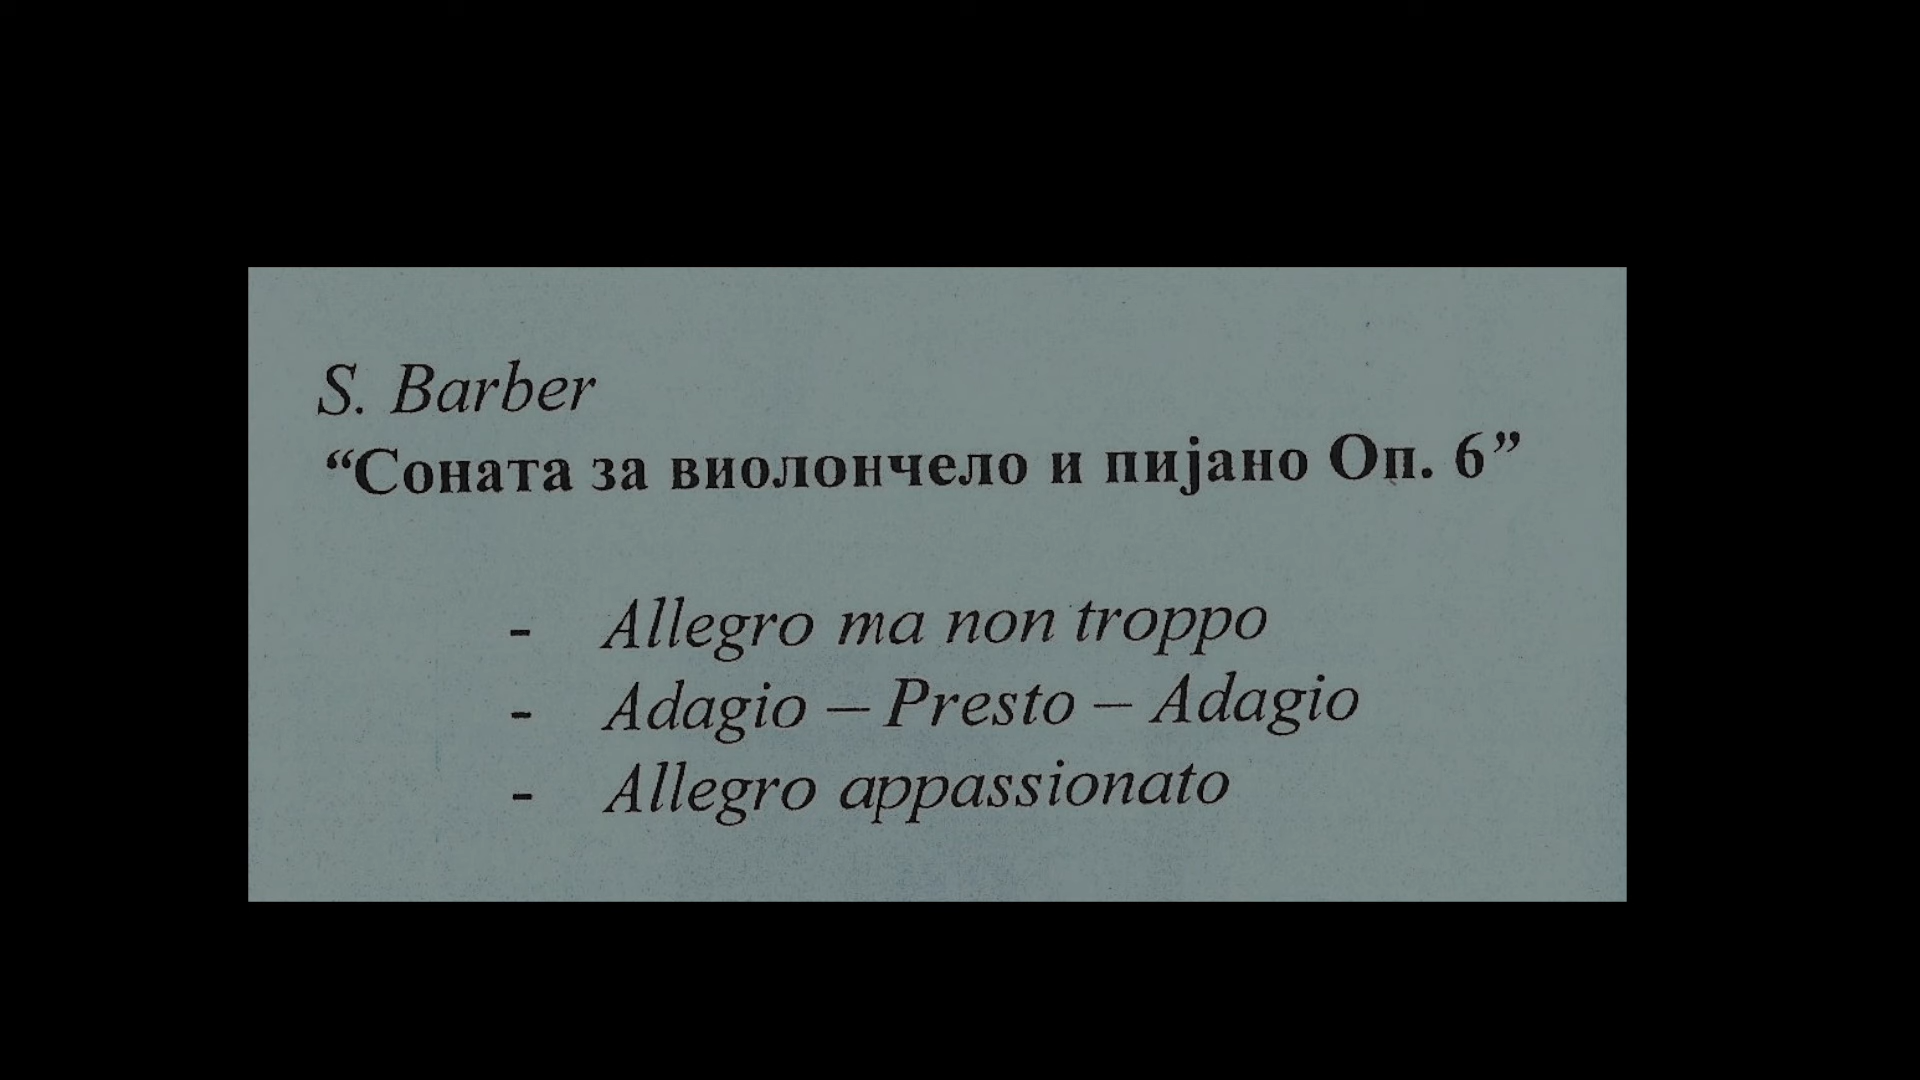 S. Barber
“Соната за виолончело и пијано Оп. 6”
- Allegro ma non troppo
- Adagio – Presto – Adagio
- Allegro appassionato